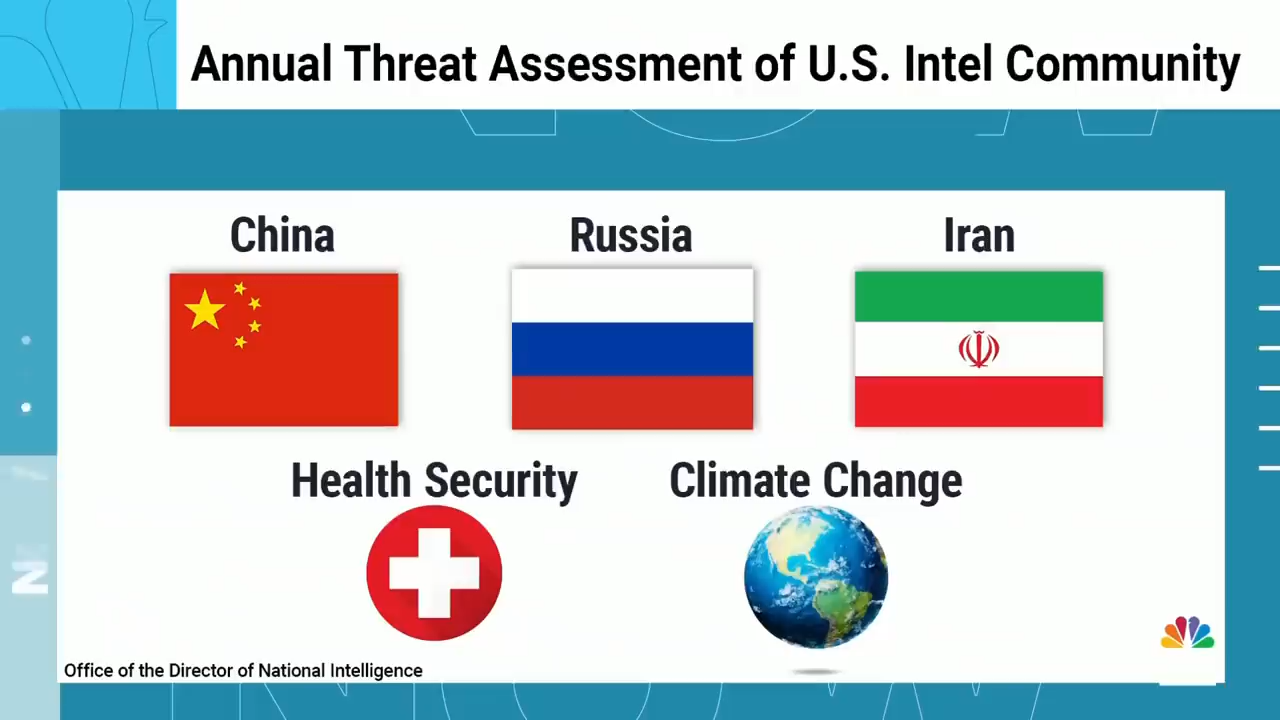 Annual Threat Assessment of U.S. Intel Community
China
Russia
Iran
Health Security
Climate Change
Office of the Director of National Intelligence